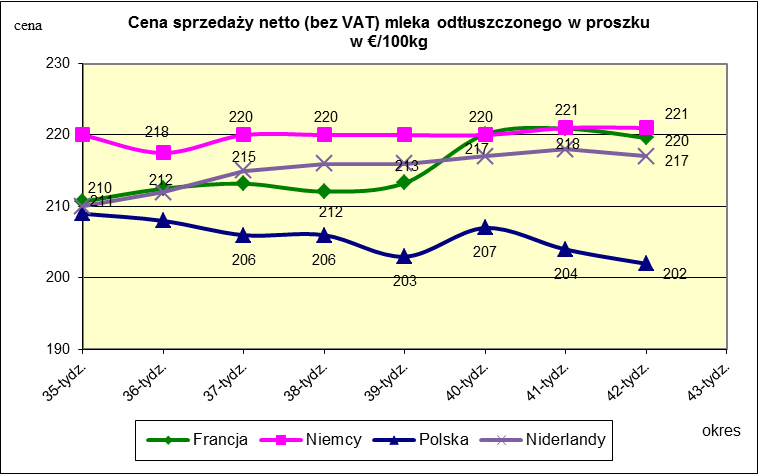 Cena sprzedaży netto (bez VAT) mleka odtłuszczonego w proszku
w €/100kg
cena
230
220
210
200
190
218
220
220
220
221
221
210
211
212
215
212
213
217
218
220
217
206
206
203
207
204
202
35-tydz.
36-tydz.
37-tydz.
38-tydz.
39-tydz.
40-tydz.
41-tydz.
42-tydz.
43-tydz.
okres
Francja Niemcy Polska Niderlandy